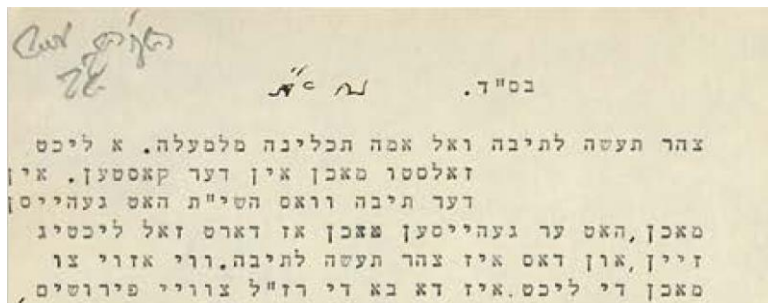 בס"ד.
צהר תעשה לתיבה ואל אמה תכלינה מלמעלה. א ליכט
זאלסטו מאכן אין דער קאסטען. אין
דער תיבה וואס השי"ת האט געהייסן
מאכן,האט ער געהייסען מאכן אז דארט זאל ליכטיג
זיין,און דאס איז צהר תעשה לתיבה.ווי אזוי צו
מאכן די ליכט.איז דא בא די רז"ל צוויי פירושים,